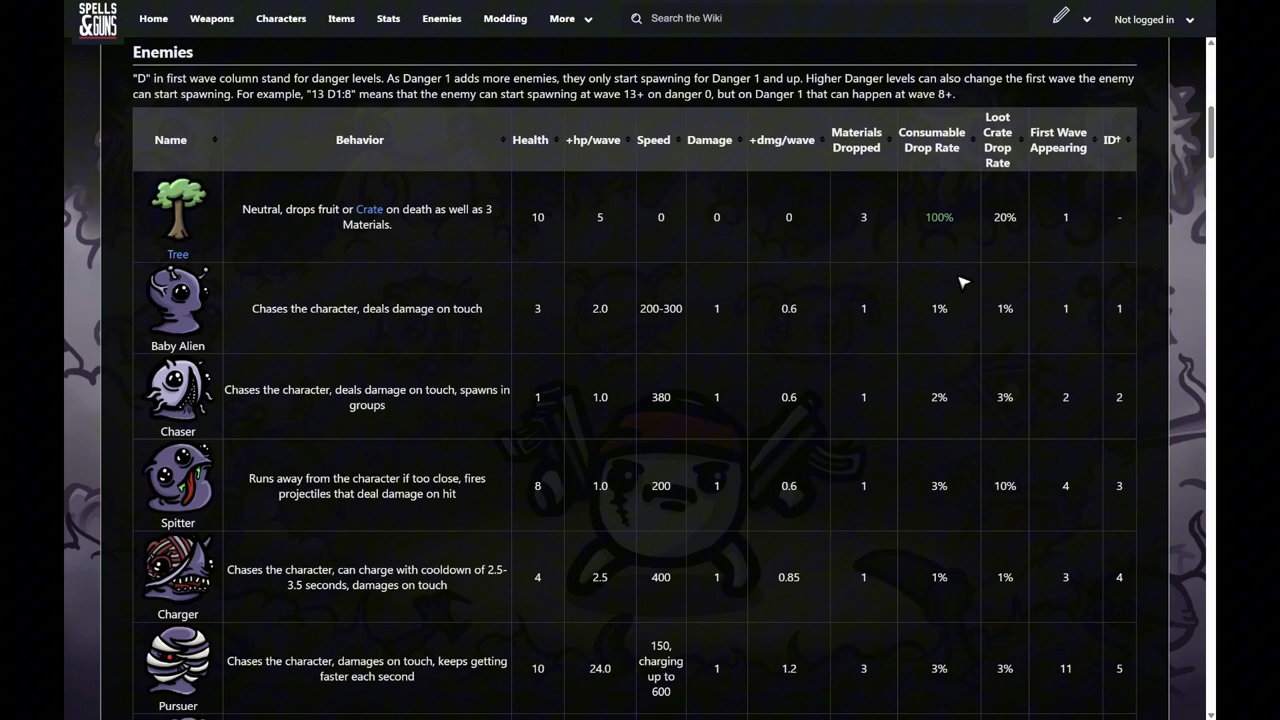 SPELLS
&GUNS
Home Weapons Characters Items Stats Enemies Modding More Search the Wiki Not logged in
Enemies
"D" in first wave column stand for danger levels. As Danger 1 adds more enemies, they only start spawning for Danger 1 and up. Higher Danger levels can also change the first wave the enemy
can start spawning. For example, "13 D1:8" means that the enemy can start spawning at wave 13+ on danger 0, but on Danger 1 that can happen at wave 8+.
Name Behavior Health +hp/wave Speed Damage +dmg/wave Materials Dropped Consumable Drop Rate Loot Crate Drop Rate First Wave Appearing ID†
Neutral, drops fruit or Crate on death as well as 3
Materials.
10 5 0 0 0 3 100% 20% 1 -
Tree
Chases the character, deals damage on touch 3 2.0 200-300 1 0.6 1 1% 1% 1 1
Baby Alien
Chases the character, deals damage on touch, spawns in
groups
1 1.0 380 1 0.6 1 2% 3% 2 2
Chaser
Runs away from the character if too close, fires
projectiles that deal damage on hit
8 1.0 200 1 0.6 1 3% 10% 4 3
Spitter
Chases the character, can charge with cooldown of 2.5-
3.5 seconds, damages on touch
4 2.5 400 1 0.85 1 1% 1% 3 4
Charger
Chases the character, damages on touch, keeps getting
faster each second
10 24.0 150, charging up to 600 1 1.2 3 3% 3% 11 5
Pursuer